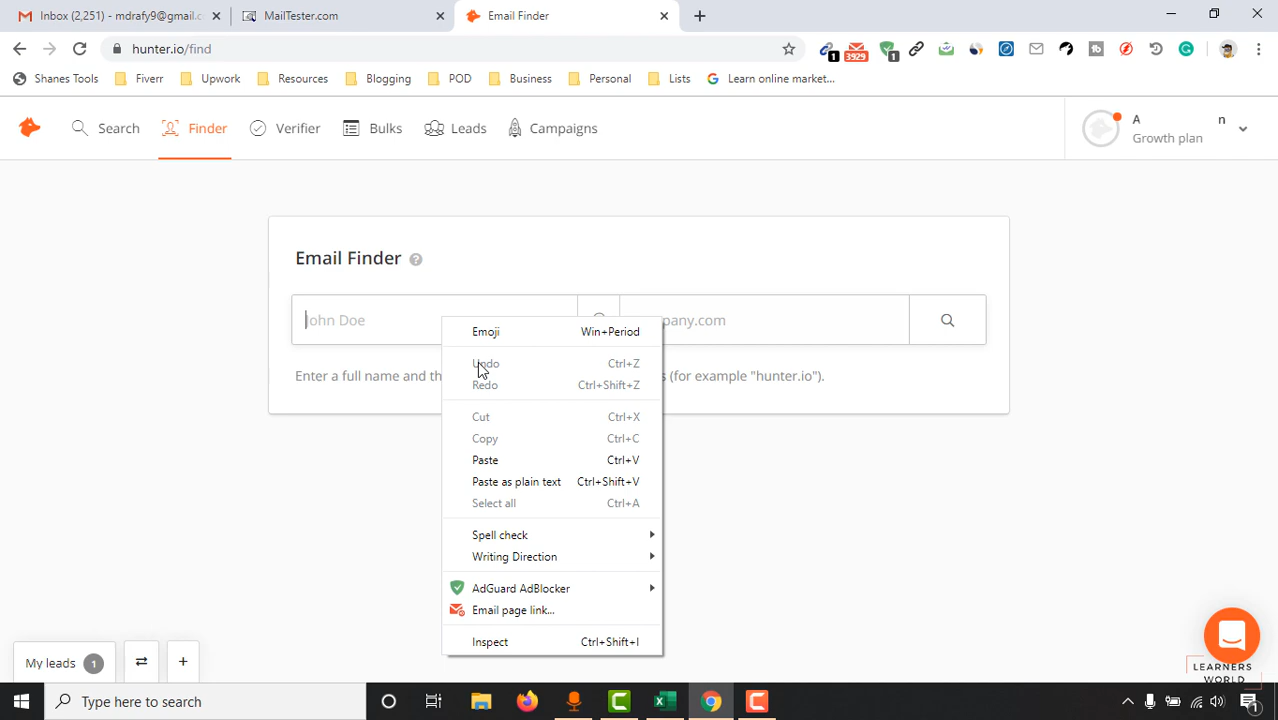 Inbox (2,251) - mdrafy9@gmail.c
MailTester.com
Email Finder
hunter.io/find
1
3929
1
Shanes Tools
Fiverr
Upwork
Resources
Blogging
POD
Business
Personal
Lists
Learn online market...
Search
Finder
Verifier
Bulks
Leads
Campaigns
A n
Growth plan
Email Finder ?
John Doe
pany.com
Enter a full name and th
s (for example "hunter.io").
Emoji Win+Period
Undo Ctrl+Z
Redo Ctrl+Shift+Z
Cut Ctrl+X
Copy Ctrl+C
Paste Ctrl+V
Paste as plain text Ctrl+Shift+V
Select all Ctrl+A
Spell check
Writing Direction
AdGuard AdBlocker
Email page link...
Inspect Ctrl+Shift+I
My leads 1
LEARNERS
WORLD
Type here to search
1